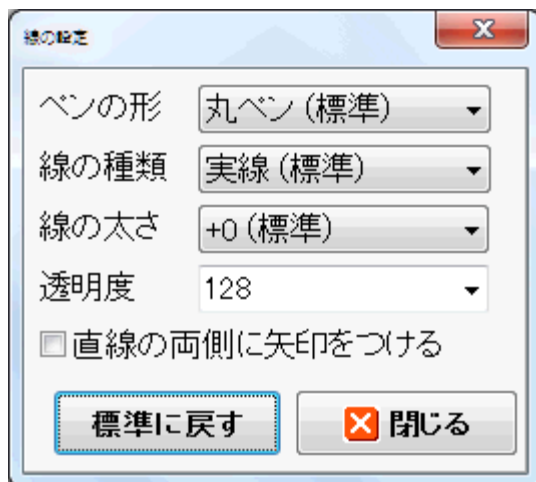 線の設定
ペンの形
丸ペン (標準)
線の種類
実線 (標準)
線の太さ
+0 (標準)
透明度
128
直線の両側に矢印をつける
標準に戻す
閉じる